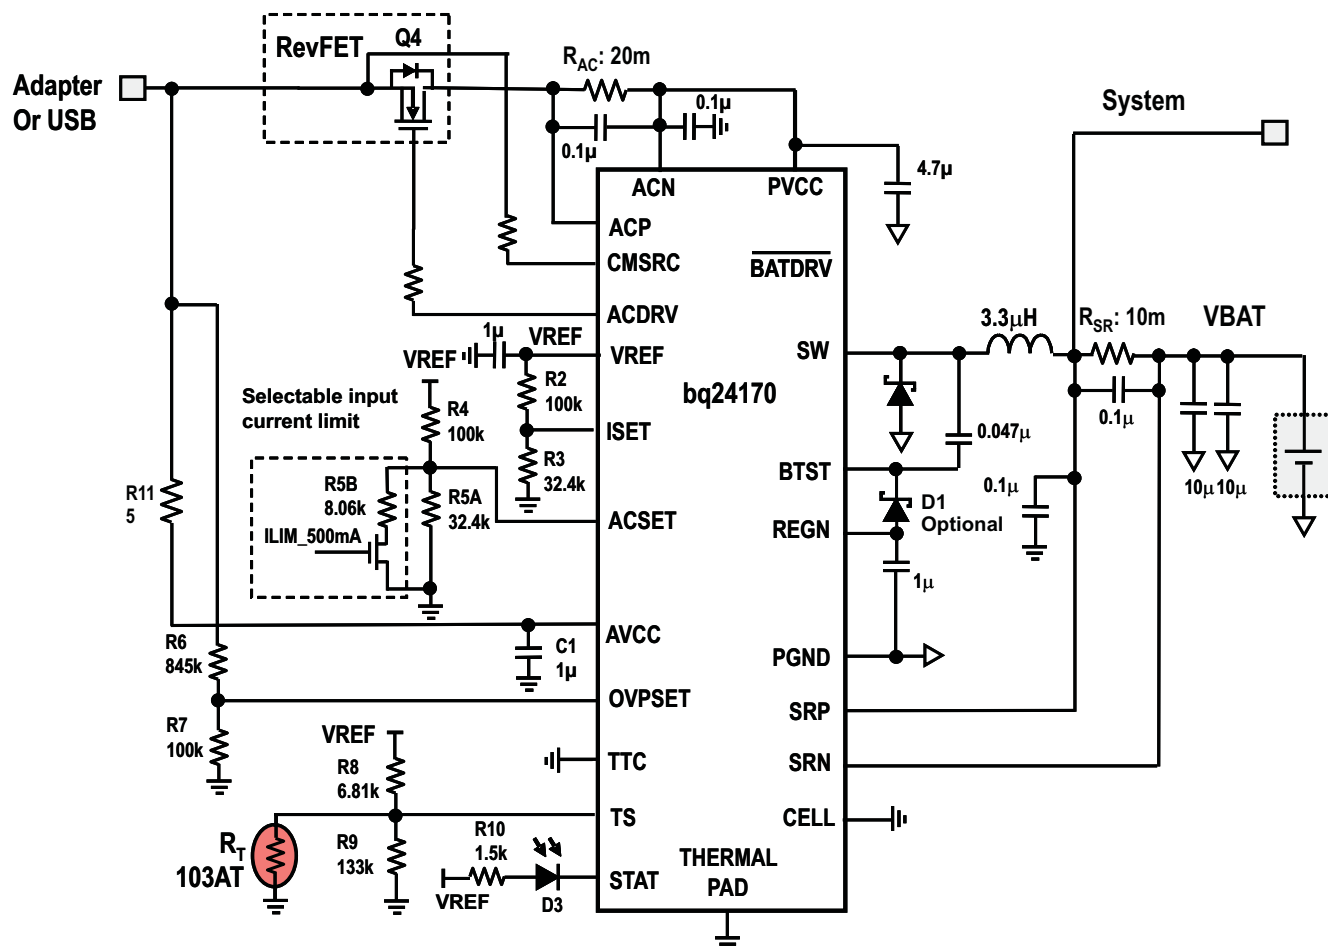 RevFET
Q4
R_AC: 20m
Adapter
Or USB
0.1µ
0.1µ
System
ACN
PVCC
4.7µ
ACP
CMSRC
BATDRV
ACDRV
1µ
VREF
VREF
VREF
3.3µH
R_SR: 10m
VBAT
SW
Selectable input
current limit
R4
100k
R2
100k
bq24170
ISET
0.1µ
0.047µ
R3
32.4k
BTST
R11
5
R5B
8.06k
R5A
32.4k
ILIM_500mA
ACSET
REGN
D1
Optional
0.1µ
10µ
10µ
1µ
R6
845k
AVCC
C1
1µ
PGND
OVPSET
SRP
R7
100k
VREF
R8
6.81k
TTC
SRN
TS
CELL
R_T
103AT
R9
133k
R10
1.5k
VREF
D3
STAT
THERMAL
PAD